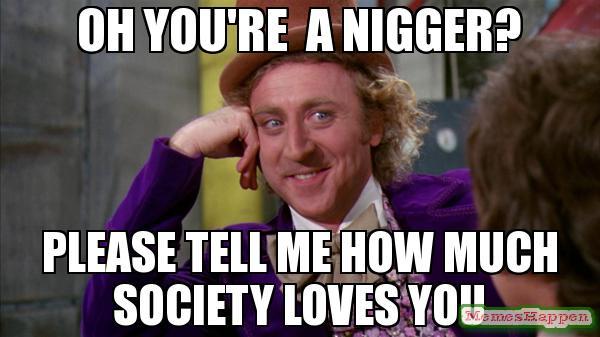 OH YOU'RE A NIGGER?
PLEASE TELL ME HOW MUCH
SOCIETY LOVES YOU
MemesHappen